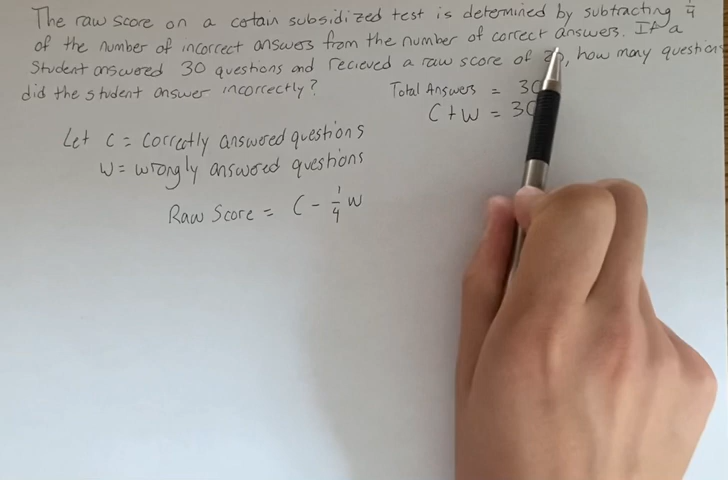 The raw score on a cotain subsidized test is determined by subtracting 1/4
of the number of incorrect answers from the number of correct answers. If a
Student answered 30 questions and recieved a raw score of 20, how many questions
did the student answer incorrectly?
Total Answers = 30
C + W = 30
Let C = Correctly answered questions
W = wrongly answered questions
Raw Score = C - 1/4 W